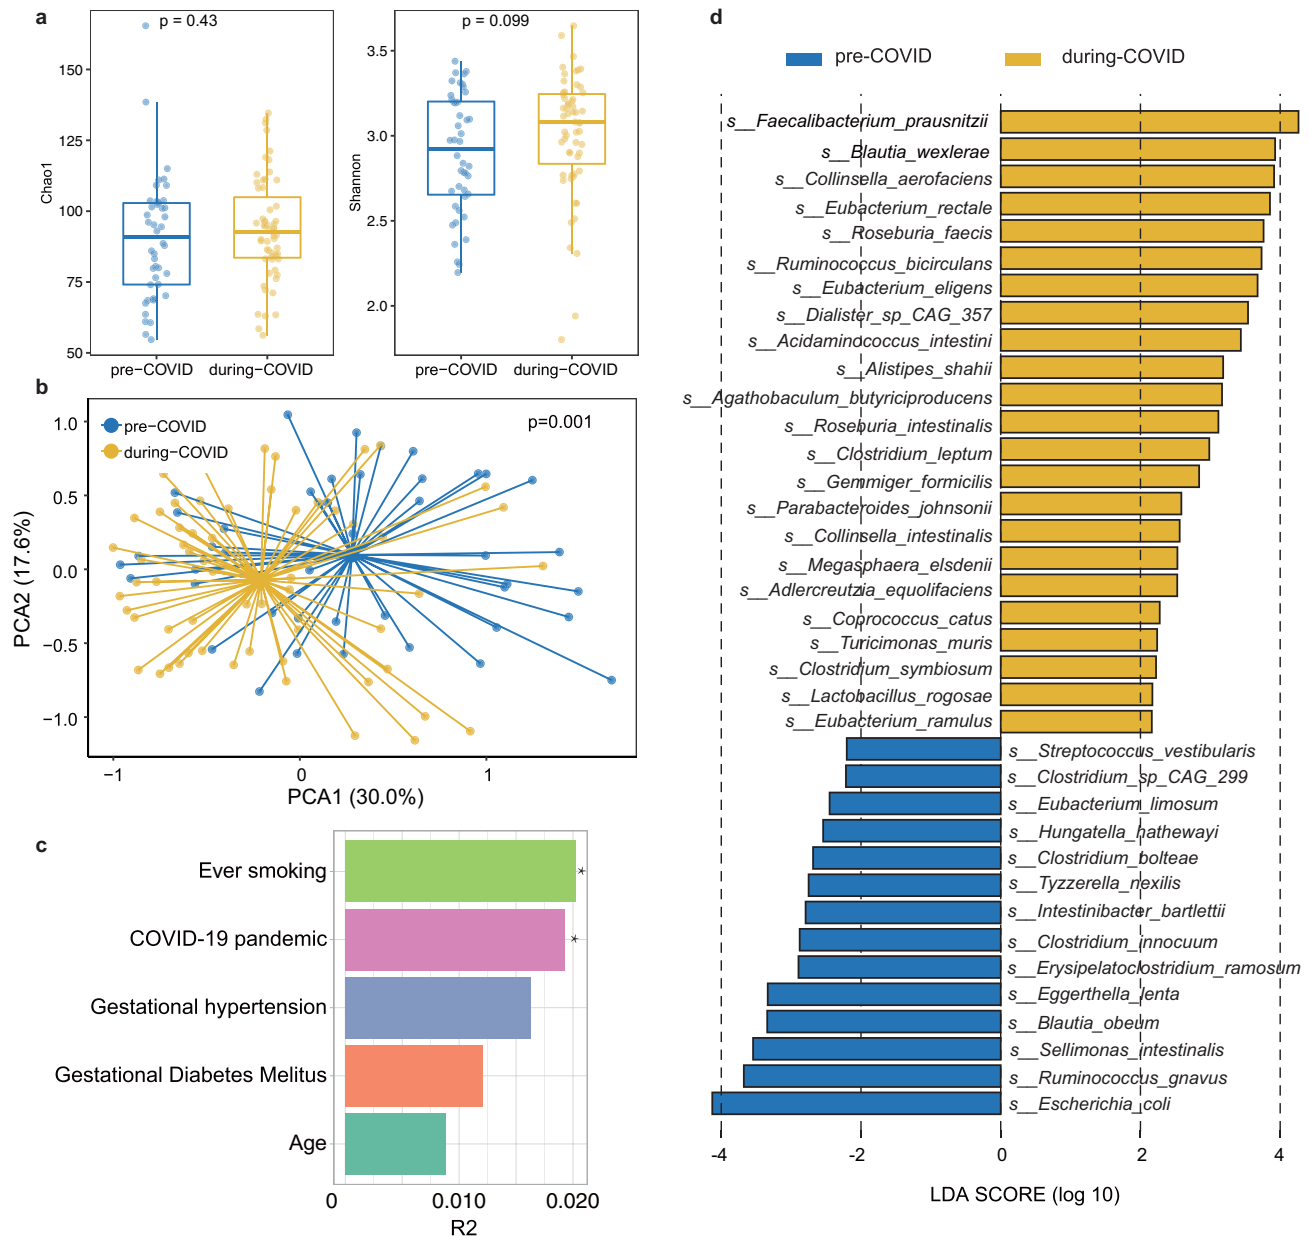 a
p = 0.43
Chao1
150
125
100
75
50
pre−COVID
during−COVID
p = 0.099
Shannon
3.5
3.0
2.5
2.0
pre−COVID
during−COVID
b
pre−COVID
during−COVID
p=0.001
PCA2 (17.6%)
1.0
0.5
0.0
−0.5
−1.0
−1
0
1
PCA1 (30.0%)
c
Ever smoking
*
COVID-19 pandemic
*
Gestational hypertension
Gestational Diabetes Melitus
Age
0
0.010
0.020
R2
d
pre-COVID
during-COVID
s__Faecalibacterium_prausnitzii
s__Blautia_wexlerae
s__Collinsella_aerofaciens
s__Eubacterium_rectale
s__Roseburia_faecis
s__Ruminococcus_bicirculans
s__Eubacterium_eligens
s__Dialister_sp_CAG_357
s__Acidaminococcus_intestini
s__Alistipes_shahii
s__Agathobaculum_butyriciproducens
s__Roseburia_intestinalis
s__Clostridium_leptum
s__Gemmiger_formicilis
s__Parabacteroides_johnsonii
s__Collinsella_intestinalis
s__Megasphaera_elsdenii
s__Adlercreutzia_equolifaciens
s__Coprococcus_catus
s__Turicimonas_muris
s__Clostridium_symbiosum
s__Lactobacillus_rogosae
s__Eubacterium_ramulus
s__Streptococcus_vestibularis
s__Clostridium_sp_CAG_299
s__Eubacterium_limosum
s__Hungatella_hathewayi
s__Clostridium_bolteae
s__Tyzzerella_nexilis
s__Intestinibacter_bartlettii
s__Clostridium_innocuum
s__Erysipelatoclostridium_ramosum
s__Eggerthella_lenta
s__Blautia_obeum
s__Sellimonas_intestinalis
s__Ruminococcus_gnavus
s__Escherichia_coli
-4
-2
0
2
4
LDA SCORE (log 10)